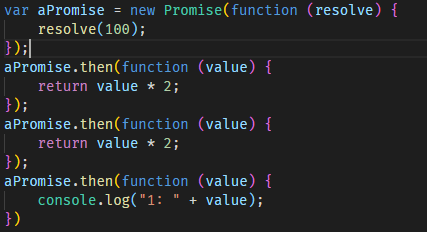 var aPromise = new Promise(function (resolve) {
    resolve(100);
});
aPromise.then(function (value) {
    return value * 2;
});
aPromise.then(function (value) {
    return value * 2;
});
aPromise.then(function (value) {
    console.log("1: " + value);
})